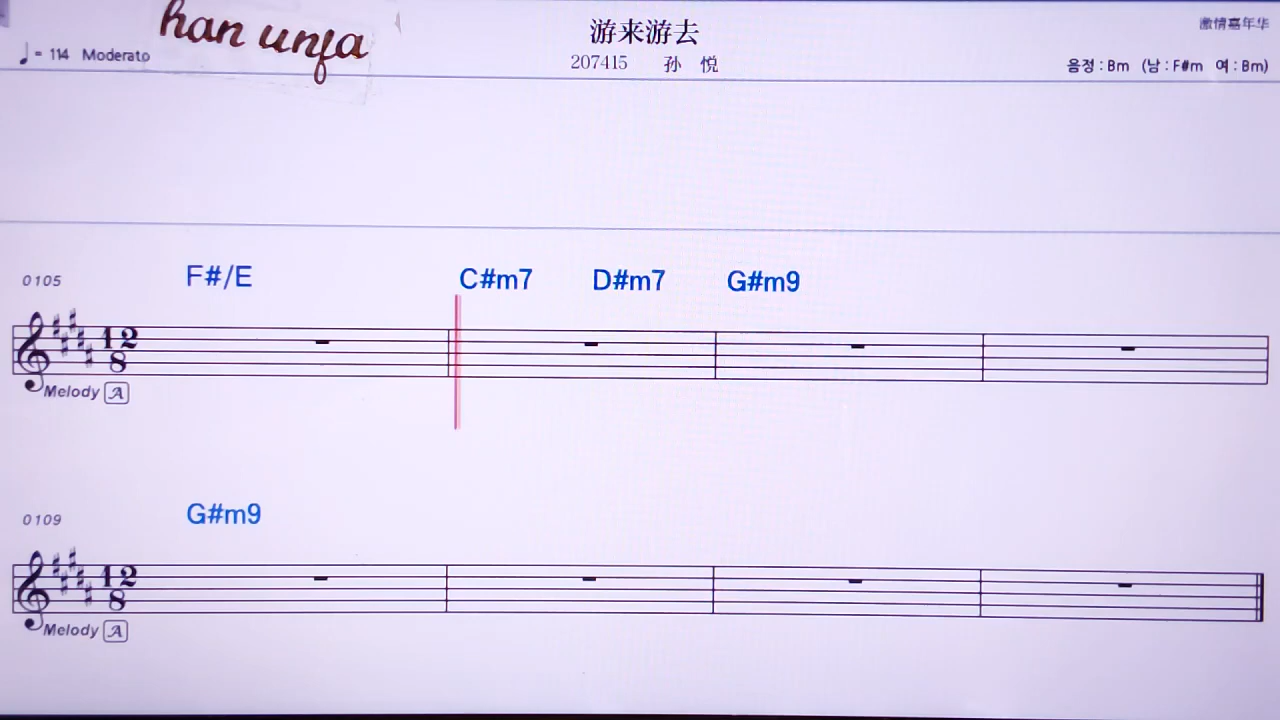 han unfa
游来游去
激情嘉年华
♩ = 114 Moderato
207415 孙 悦
음정 : Bm (남 : F#m 여 : Bm)
0105 F#/E C#m7 D#m7 G#m9
12
8
Melody A
0109 G#m9
12
8
Melody A